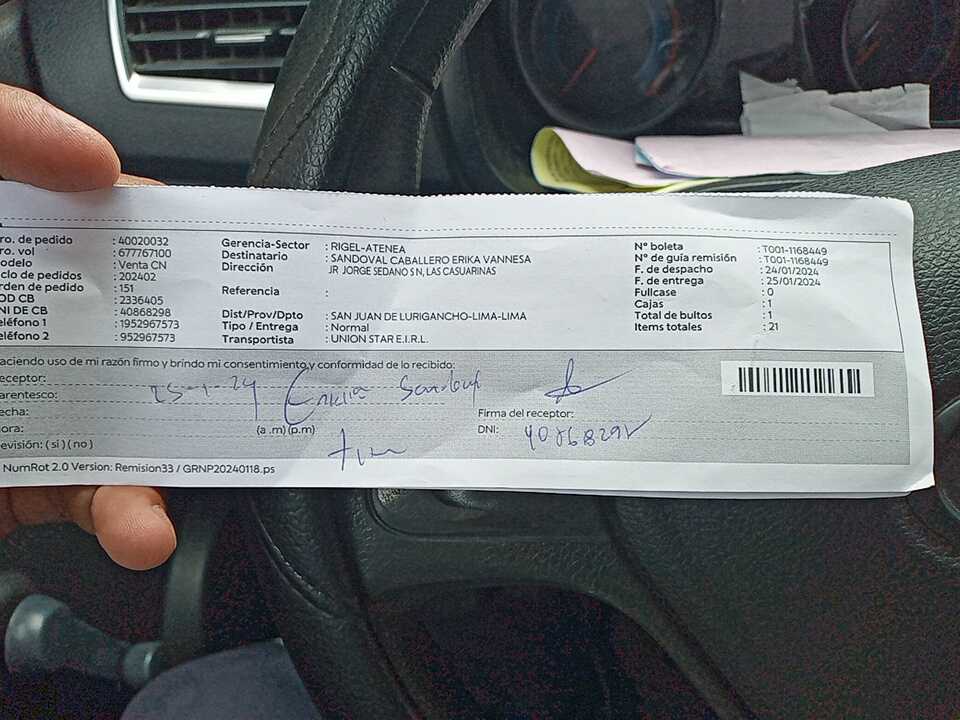 ro. de pedido : 40020032
ro. vol : 677767100
odelo : Venta CN
clo de pedidos : 202402
rden de pedido : 151
OD CB : 2336405
NI DE CB : 40868298
eléfono 1 : 1952967573
eléfono 2 : 952967573
Gerencia-Sector : RIGEL-ATENEA
Destinatario : SANDOVAL CABALLERO ERIKA VANNESA
Dirección JR JORGE SEDANO S N, LAS CASUARINAS
Referencia :
Dist/Prov/Dpto : SAN JUAN DE LURIGANCHO-LIMA-LIMA
Tipo / Entrega : Normal
Transportista : UNION STAR E.I.R.L.
N° boleta : T001-1168449
N° de guía remisión : T001-1168449
F. de despacho : 24/01/2024
F. de entrega : 25/01/2024
Fullcase : 0
Cajas : 1
Total de bultos : 1
Items totales : 21
aciendo uso de mi razón firmo y brindo mi consentimiento y conformidad de lo recibido:
eceptor:
arentesco: 25-1-24 Sandoval
echa: Firma del receptor:
ora: (a .m) (p.m) DNI:
evisión: ( si ) ( no )
NumRot 2.0 Version: Remision33 / GRNP20240118.ps